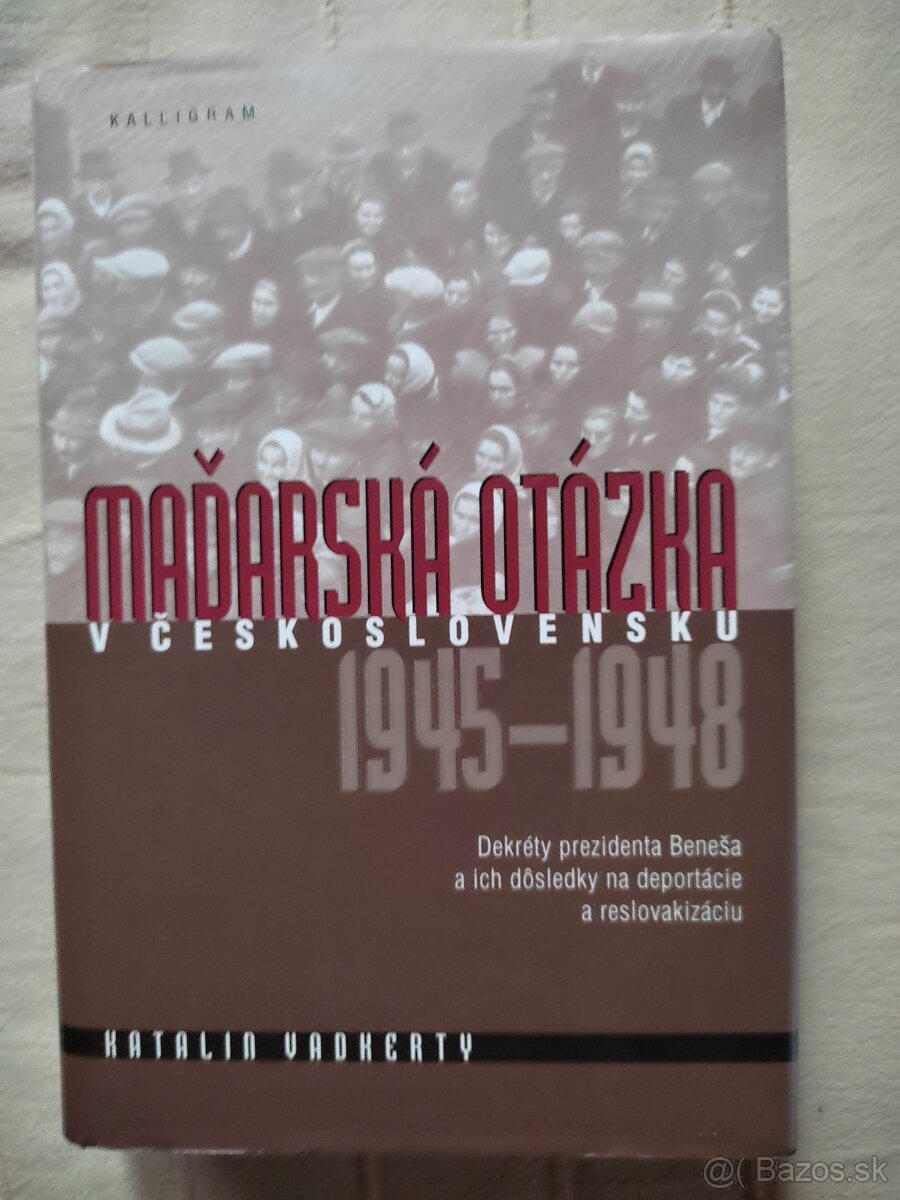 KALLIGRAM
MAĎARSKÁ OTÁZKA
V ČESKOSLOVENSKU
1945–1948
Dekréty prezidenta Beneša
a ich dôsledky na deportácie
a reslovakizáciu
KATALIN VADKERTY
@( Bazos.sk